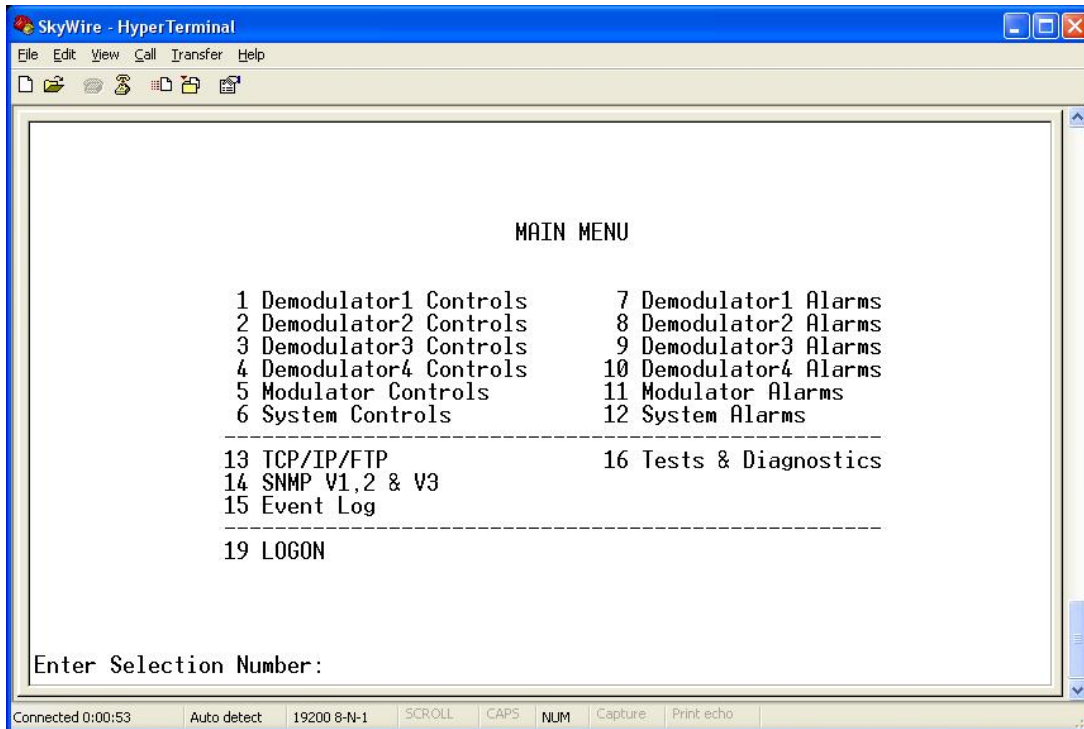 SkyWire - HyperTerminal
File Edit View Call Transfer Help
MAIN MENU
1 Demodulator1 Controls 7 Demodulator1 Alarms
2 Demodulator2 Controls 8 Demodulator2 Alarms
3 Demodulator3 Controls 9 Demodulator3 Alarms
4 Demodulator4 Controls 10 Demodulator4 Alarms
5 Modulator Controls 11 Modulator Alarms
6 System Controls 12 System Alarms
13 TCP/IP/FTP 16 Tests & Diagnostics
14 SNMP V1,2 & V3
15 Event Log
19 LOGON
Enter Selection Number:
Connected 0:00:53 Auto detect 19200 8-N-1 SCROLL CAPS NUM Capture Print echo